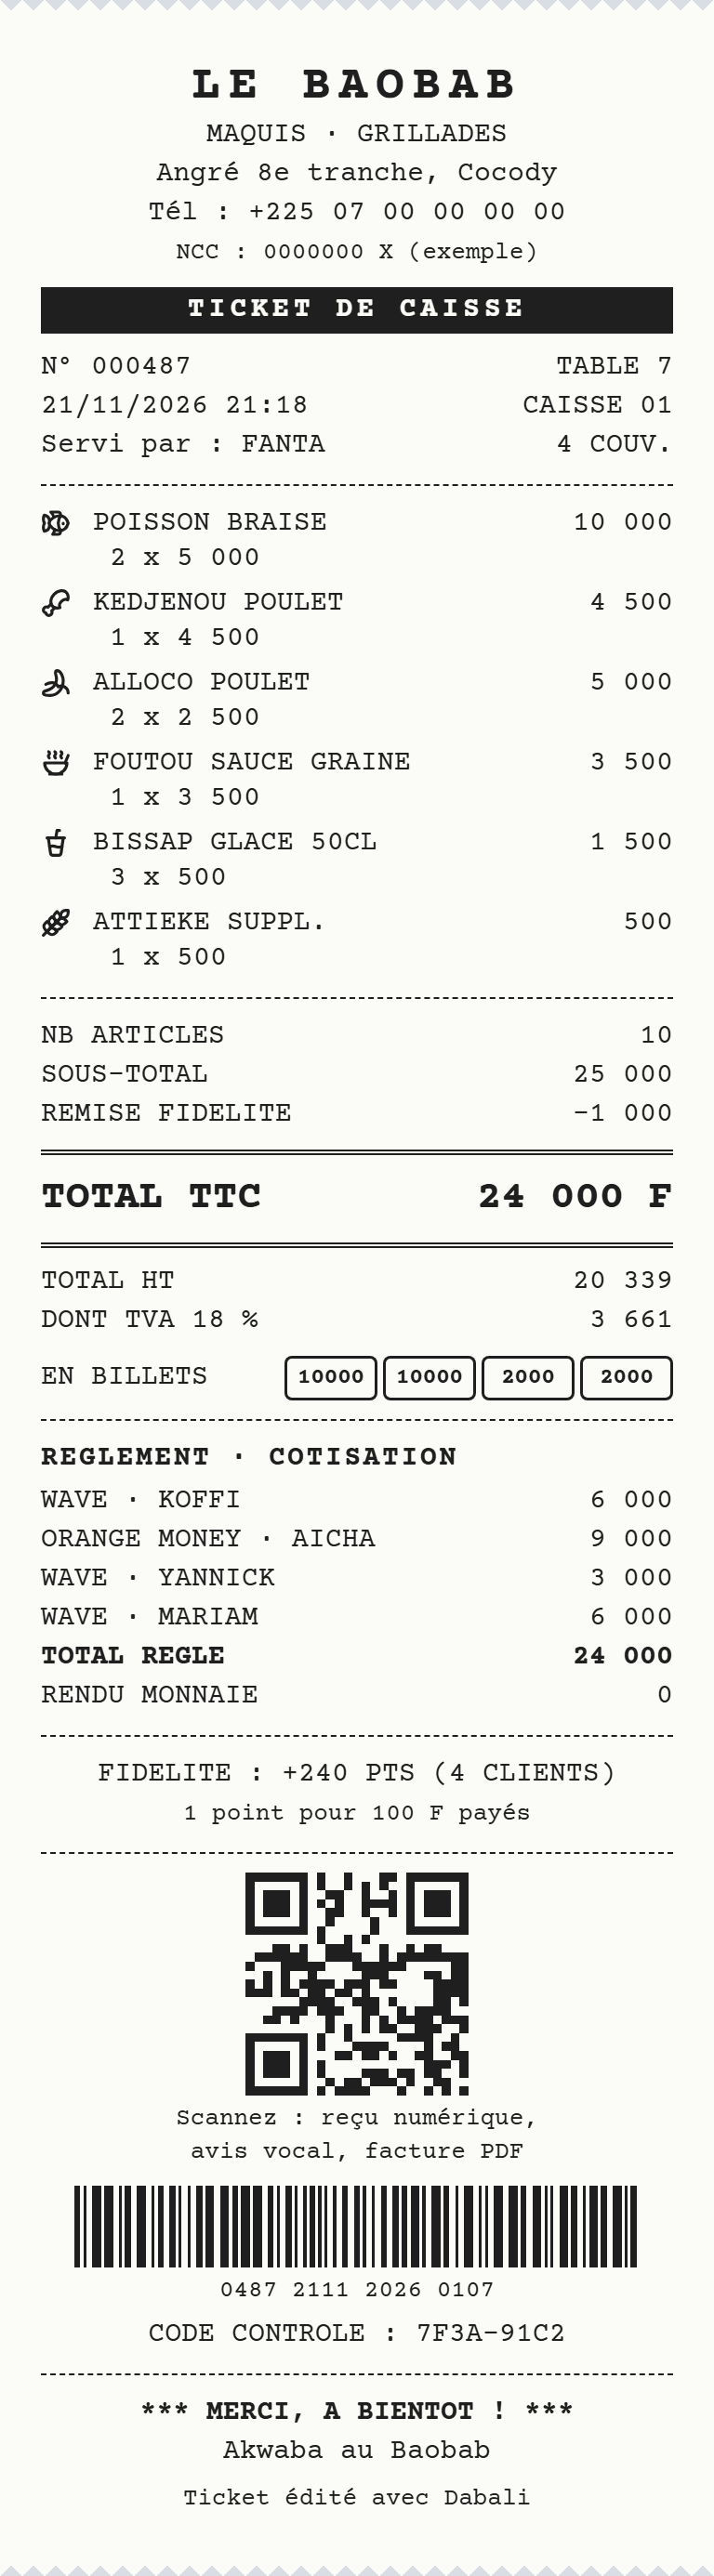 LE BAOBAB
MAQUIS · GRILLADES
Angré 8e tranche, Cocody
Tél : +225 07 00 00 00 00
NCC : 0000000 X (exemple)
TICKET DE CAISSE
N° 000487 TABLE 7
21/11/2026 21:18 CAISSE 01
Servi par : FANTA 4 COUV.
POISSON BRAISE 10 000
2 x 5 000
KEDJENOU POULET 4 500
1 x 4 500
ALLOCO POULET 5 000
2 x 2 500
FOUTOU SAUCE GRAINE 3 500
1 x 3 500
BISSAP GLACE 50CL 1 500
3 x 500
ATTIEKE SUPPL. 500
1 x 500
NB ARTICLES 10
SOUS-TOTAL 25 000
REMISE FIDELITE -1 000
TOTAL TTC 24 000 F
TOTAL HT 20 339
DONT TVA 18 % 3 661
EN BILLETS 10000 10000 2000 2000
REGLEMENT · COTISATION
WAVE · KOFFI 6 000
ORANGE MONEY · AICHA 9 000
WAVE · YANNICK 3 000
WAVE · MARIAM 6 000
TOTAL REGLE 24 000
RENDU MONNAIE 0
FIDELITE : +240 PTS (4 CLIENTS)
1 point pour 100 F payés
Scannez : reçu numérique,
avis vocal, facture PDF
0487 2111 2026 0107
CODE CONTROLE : 7F3A-91C2
*** MERCI, A BIENTOT ! ***
Akwaba au Baobab
Ticket édité avec Dabali